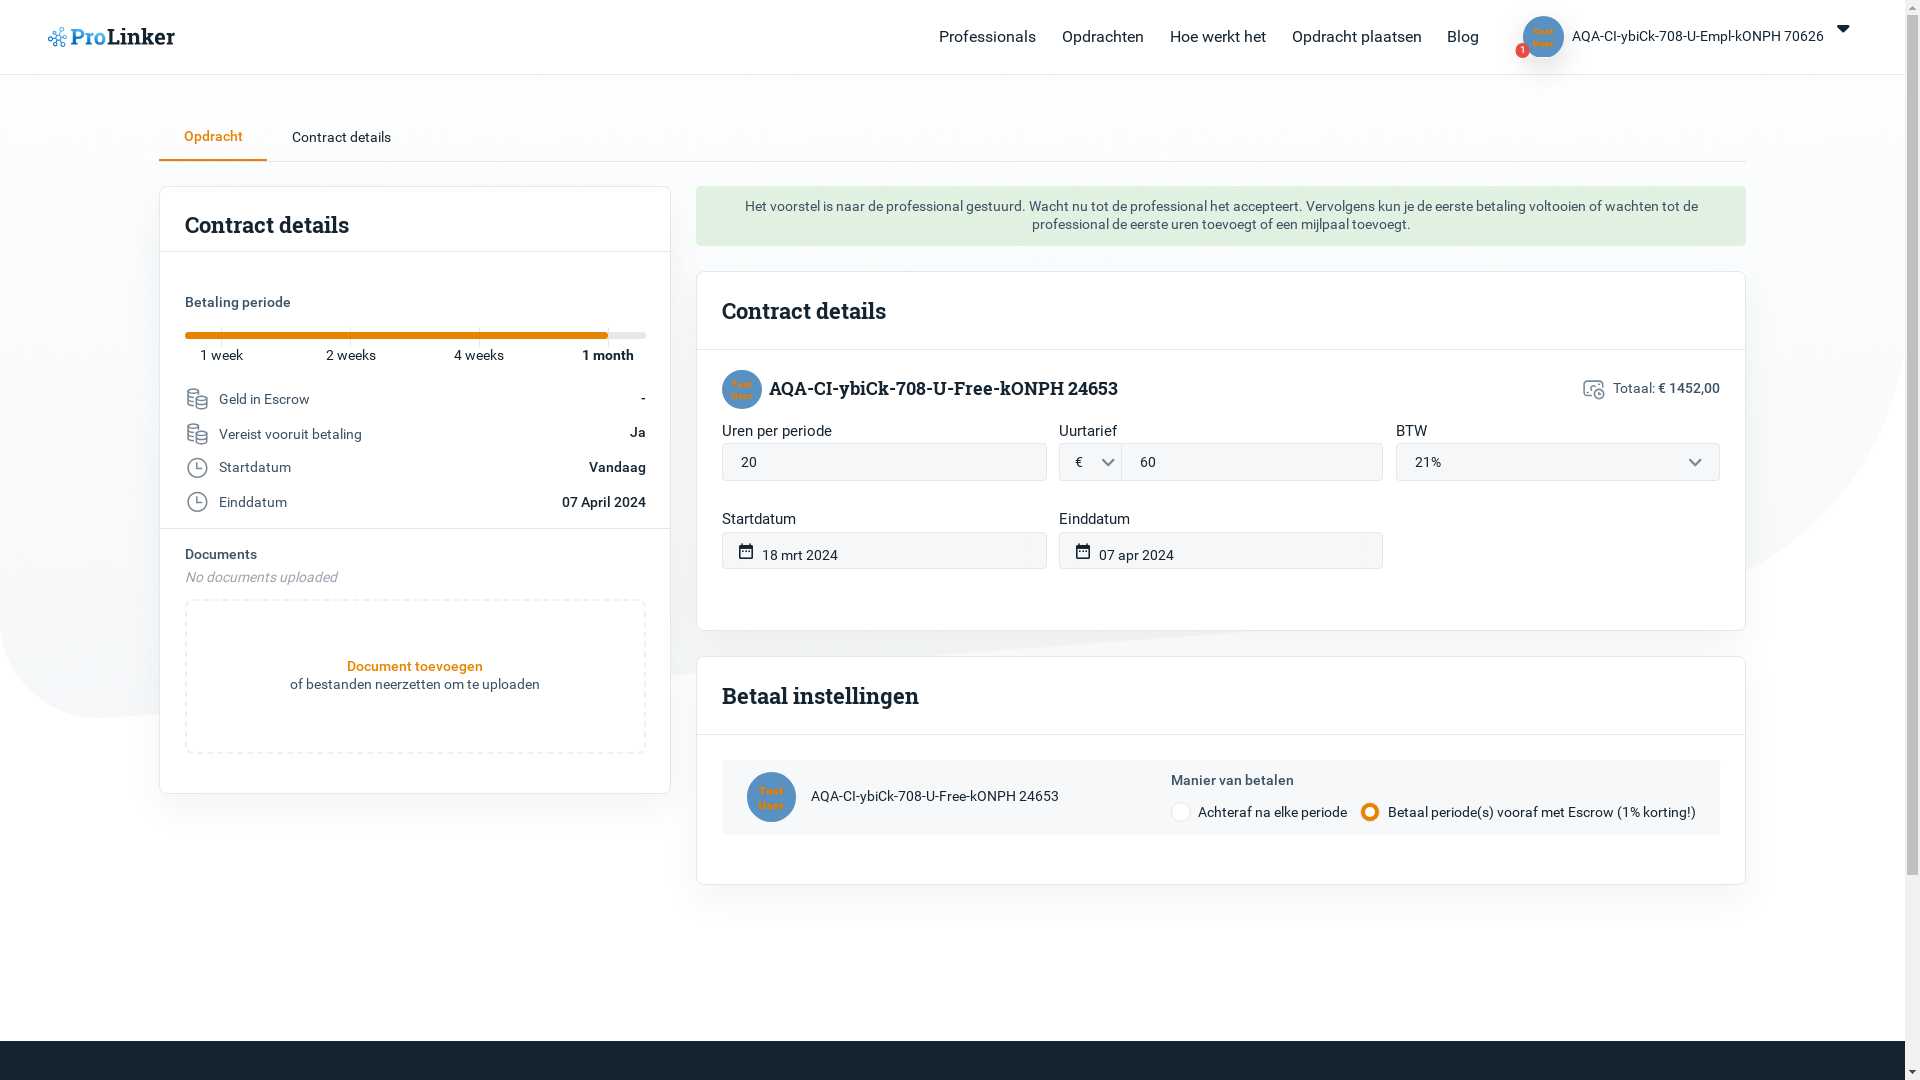 ProLinker
Professionals
Opdrachten
Hoe werkt het
Opdracht plaatsen
Blog
Test
User
1
AQA-CI-ybiCk-708-U-Empl-kONPH 70626
Opdracht
Contract details
Contract details
Betaling periode
1 week
2 weeks
4 weeks
1 month
Geld in Escrow
-
Vereist vooruit betaling
Ja
Startdatum
Vandaag
Einddatum
07 April 2024
Documents
No documents uploaded
Document toevoegen
of bestanden neerzetten om te uploaden
Het voorstel is naar de professional gestuurd. Wacht nu tot de professional het accepteert. Vervolgens kun je de eerste betaling voltooien of wachten tot de
professional de eerste uren toevoegt of een mijlpaal toevoegt.
Contract details
Test
User
AQA-CI-ybiCk-708-U-Free-kONPH 24653
Totaal: € 1452,00
Uren per periode
Uurtarief
BTW
20
€
60
21%
Startdatum
Einddatum
18 mrt 2024
07 apr 2024
Betaal instellingen
Test
User
AQA-CI-ybiCk-708-U-Free-kONPH 24653
Manier van betalen
Achteraf na elke periode
Betaal periode(s) vooraf met Escrow (1% korting!)